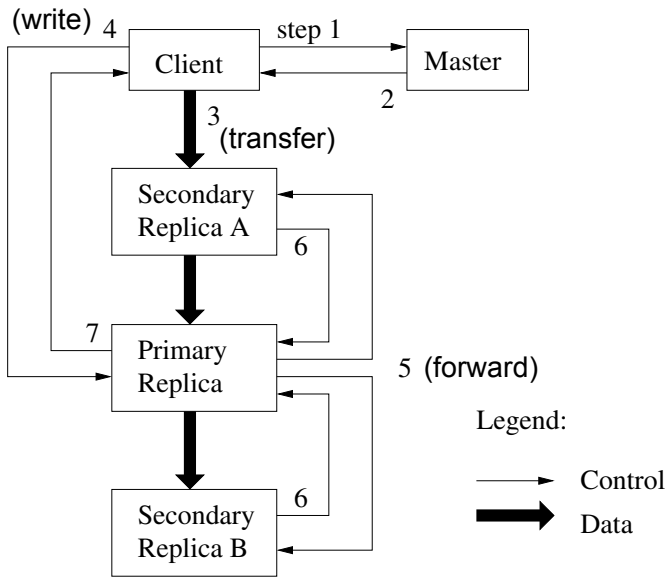 (write)
4
step 1
Client
Master
2
3
(transfer)
Secondary
Replica A
6
7
Primary
Replica
5 (forward)
Legend:
Control
6
Secondary
Replica B
Data